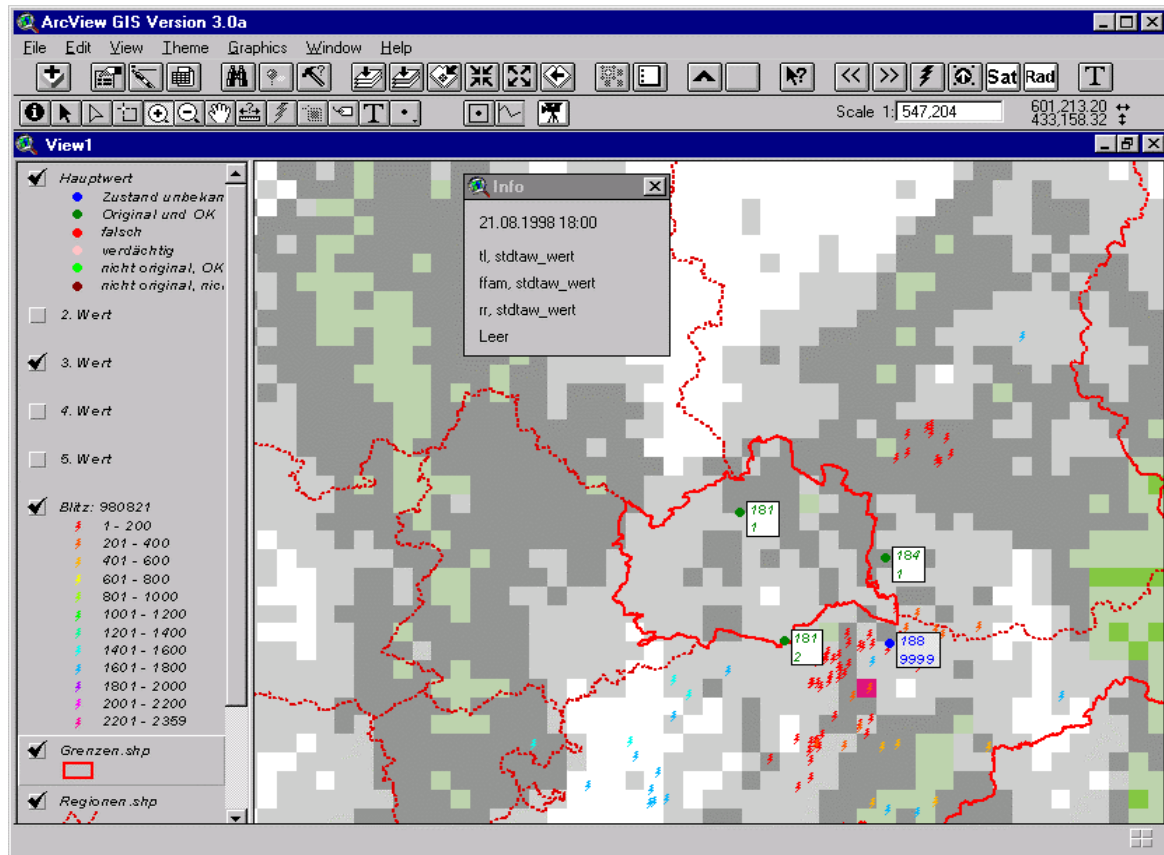 ArcView GIS Version 3.0a
File Edit View Theme Graphics Window Help
<< >> Sat Rad T
T Scale 1: 547,204 601,213.20
433,158.32
View1
Hauptwert
Zustand unbekan
Original und OK
falsch
verdächtig
nicht original, OK
nicht original, nic
2. Wert
3. Wert
4. Wert
5. Wert
Blitz: 980821
1 - 200
201 - 400
401 - 600
601 - 800
801 - 1000
1001 - 1200
1201 - 1400
1401 - 1600
1601 - 1800
1801 - 2000
2001 - 2200
2201 - 2359
Grenzen.shp
Regionen.shp
Info
21.08.1998 18:00
tl, stdtaw_wert
ffam, stdtaw_wert
rr, stdtaw_wert
Leer
181
1
184
1
181
2
188
9999